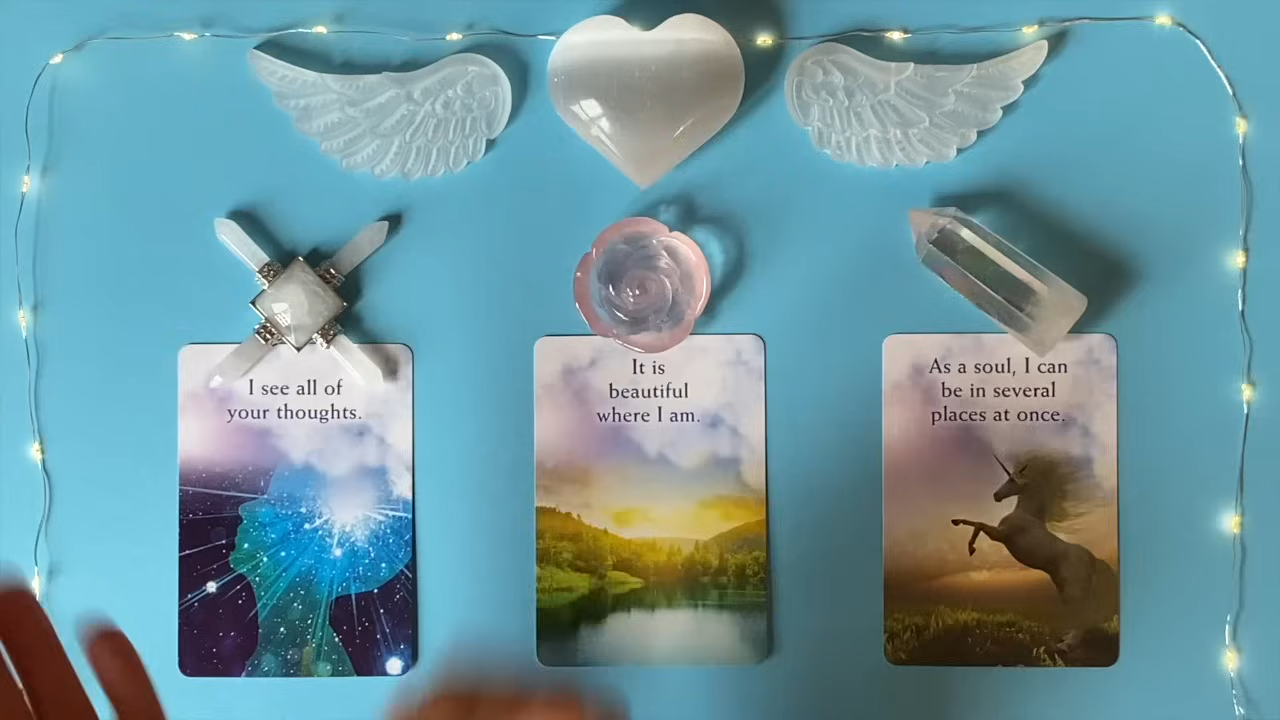 I see all of
your thoughts.
It is
beautiful
where I am.
As a soul, I can
be in several
places at once.